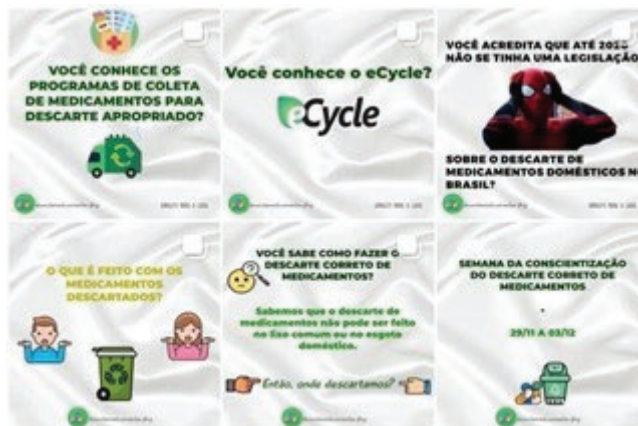 VOCÊ CONHECE OS
PROGRAMAS DE COLETA
DE MEDICAMENTOS PARA
DESCARTE APROPRIADO?
Você conhece o eCycle?
eCycle
VOCÊ ACREDITA QUE ATÉ
NÃO SE TINHA UMA LEGISLAÇÃO
SOBRE O DESCARTE DE
MEDICAMENTOS DOMÉSTICOS NO
BRASIL?
O QUE É FEITO COM OS
MEDICAMENTOS
DESCARTADOS?
VOCÊ SABE COMO FAZER O
DESCARTE CORRETO DE
MEDICAMENTOS?
Sabemos que o descarte de
medicamentos não pode ser feito
no lixo comum ou no esgoto
doméstico.
Então, onde descartamos?
SEMANA DA CONSCIENTIZAÇÃO
DO DESCARTE CORRETO DE
MEDICAMENTOS
29/11 A 03/12